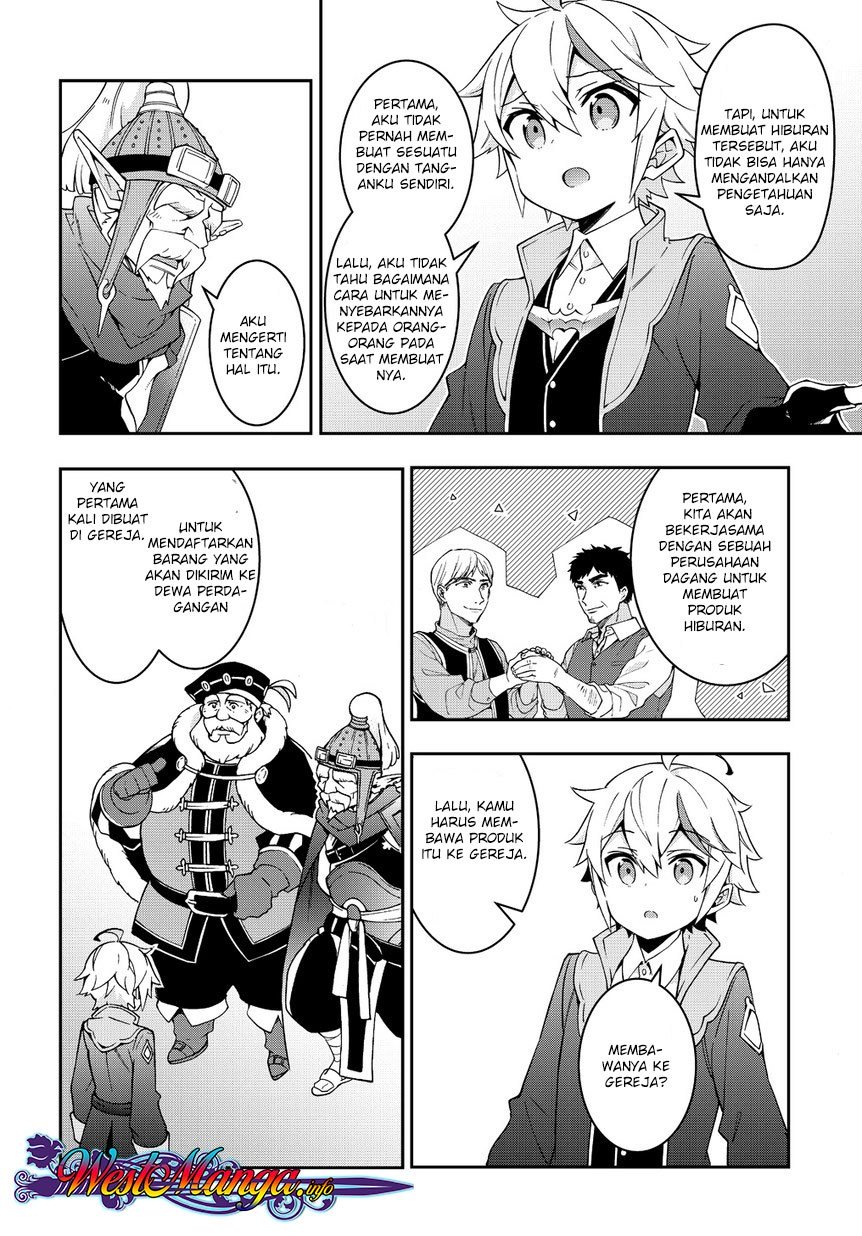 TAPI, UNTUK
MEMBUAT HIBURAN
TERSEBUT, AKU
TIDAK BISA HANYA
MENGANDALKAN
PENGETAHUAN
SAJA.
PERTAMA,
AKU TIDAK
PERNAH MEM-
BUAT SESUATU
DENGAN TANG-
ANKU SENDIRI.
LALU, AKU TIDAK
TAHU BAGAIMANA
CARA UNTUK ME-
NYEBARKANNYA
KEPADA ORANG-
ORANG PADA
SAAT MEMBUAT
NYA.
AKU
MENGERTI
TENTANG
HAL ITU.
PERTAMA,
KITA AKAN
BEKERJASAMA
DENGAN SEBUAH
PERUSAHAAN
DAGANG UNTUK
MEMBUAT
PRODUK
HIBURAN.
LALU, KAMU
HARUS MEM-
BAWA PRODUK
ITU KE GEREJA.
MEMBA-
WANYA KE
GEREJA?
UNTUK
MENDAFTARKAN
BARANG YANG
AKAN DIKIRIM KE
DEWA PERDA-
GANGAN
YANG
PERTAMA
KALI DIBUAT
DI GEREJA.
WestManga.info